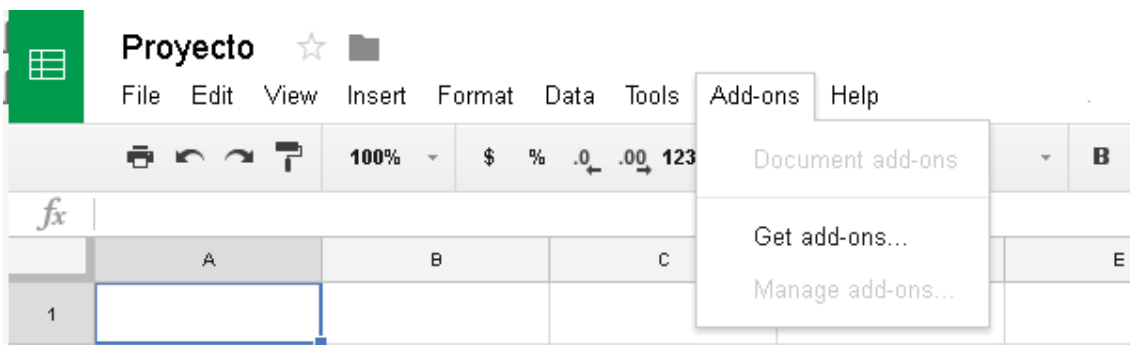 Proyecto
File Edit View Insert Format Data Tools Add-ons Help
100% $ % .0 .00 123 B
Document add-ons
fx
Get add-ons...
A B C E
Manage add-ons...
1